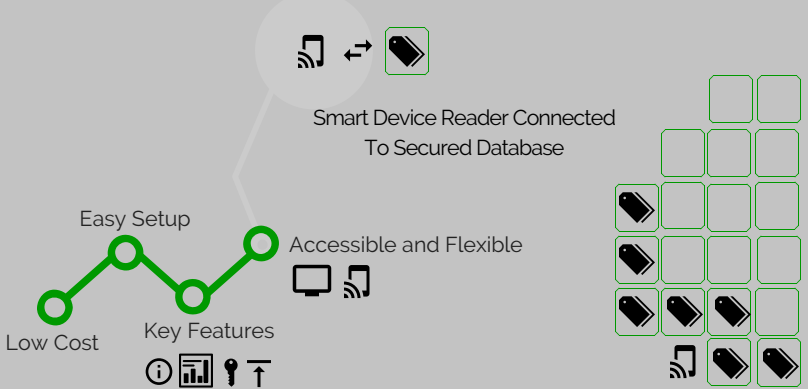 Smart Device Reader Connected
To Secured Database
Easy Setup
Accessible and Flexible
Key Features
Low Cost